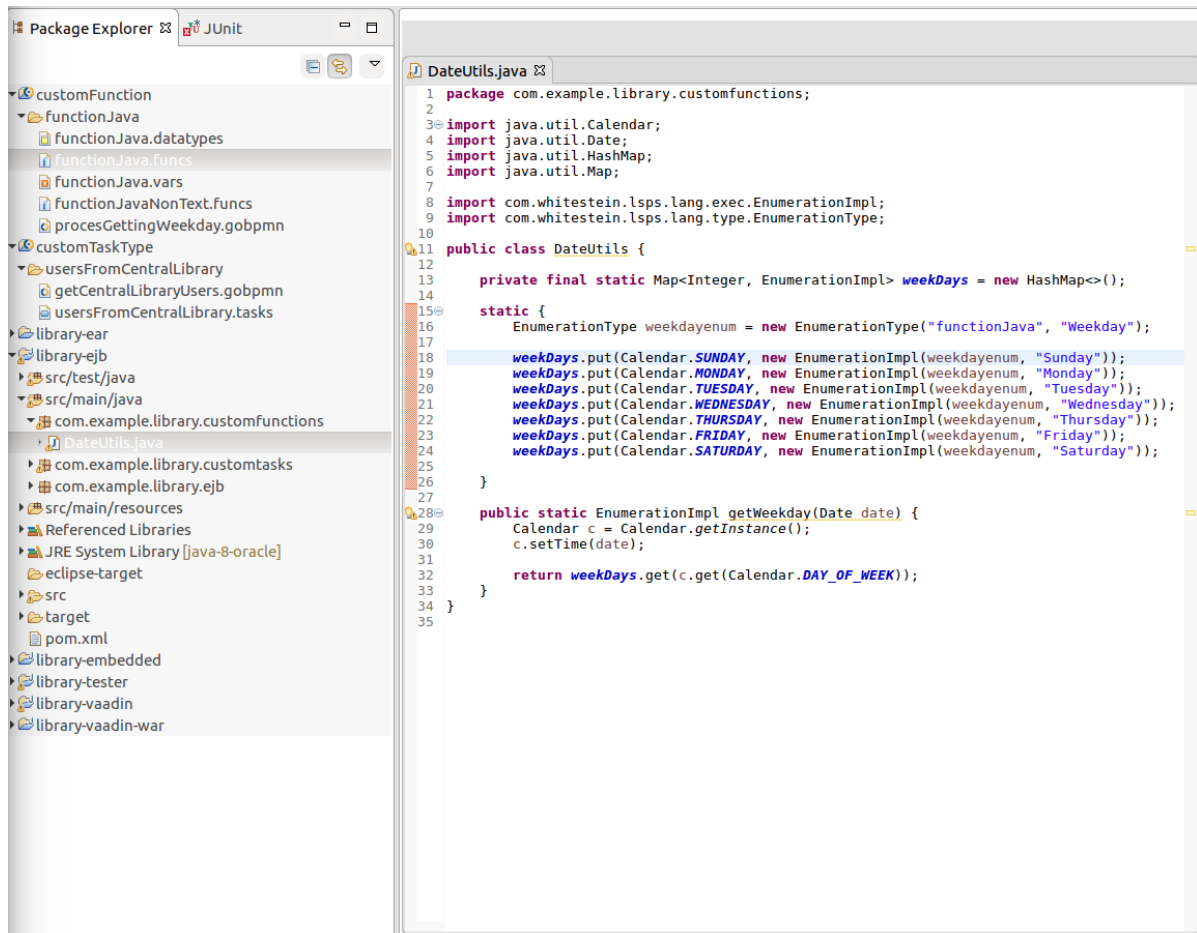 Package Explorer
JUnit
customFunction
functionJava
functionJava.datatypes
functionJava.funcs
functionJava.vars
functionJavaNonText.funcs
procesGettingWeekday.gobpmn
customTaskType
usersFromCentralLibrary
getCentralLibraryUsers.gobpmn
usersFromCentralLibrary.tasks
library-ear
library-ejb
src/test/java
src/main/java
com.example.library.customfunctions
DateUtils.java
com.example.library.customtasks
com.example.library.ejb
src/main/resources
Referenced Libraries
JRE System Library [java-8-oracle]
eclipse-target
src
target
pom.xml
library-embedded
library-tester
library-vaadin
library-vaadin-war
DateUtils.java
1 package com.example.library.customfunctions;
2
3 import java.util.Calendar;
4 import java.util.Date;
5 import java.util.HashMap;
6 import java.util.Map;
7
8 import com.whitestein.lsps.lang.exec.EnumerationImpl;
9 import com.whitestein.lsps.lang.type.EnumerationType;
10
11 public class DateUtils {
12
13     private final static Map<Integer, EnumerationImpl> weekDays = new HashMap<>();
14
15     static {
16         EnumerationType weekdayenum = new EnumerationType("functionJava", "Weekday");
17
18         weekDays.put(Calendar.SUNDAY, new EnumerationImpl(weekdayenum, "Sunday"));
19         weekDays.put(Calendar.MONDAY, new EnumerationImpl(weekdayenum, "Monday"));
20         weekDays.put(Calendar.TUESDAY, new EnumerationImpl(weekdayenum, "Tuesday"));
21         weekDays.put(Calendar.WEDNESDAY, new EnumerationImpl(weekdayenum, "Wednesday"));
22         weekDays.put(Calendar.THURSDAY, new EnumerationImpl(weekdayenum, "Thursday"));
23         weekDays.put(Calendar.FRIDAY, new EnumerationImpl(weekdayenum, "Friday"));
24         weekDays.put(Calendar.SATURDAY, new EnumerationImpl(weekdayenum, "Saturday"));
25
26     }
27
28     public static EnumerationImpl getWeekday(Date date) {
29         Calendar c = Calendar.getInstance();
30         c.setTime(date);
31
32         return weekDays.get(c.get(Calendar.DAY_OF_WEEK));
33     }
34 }
35